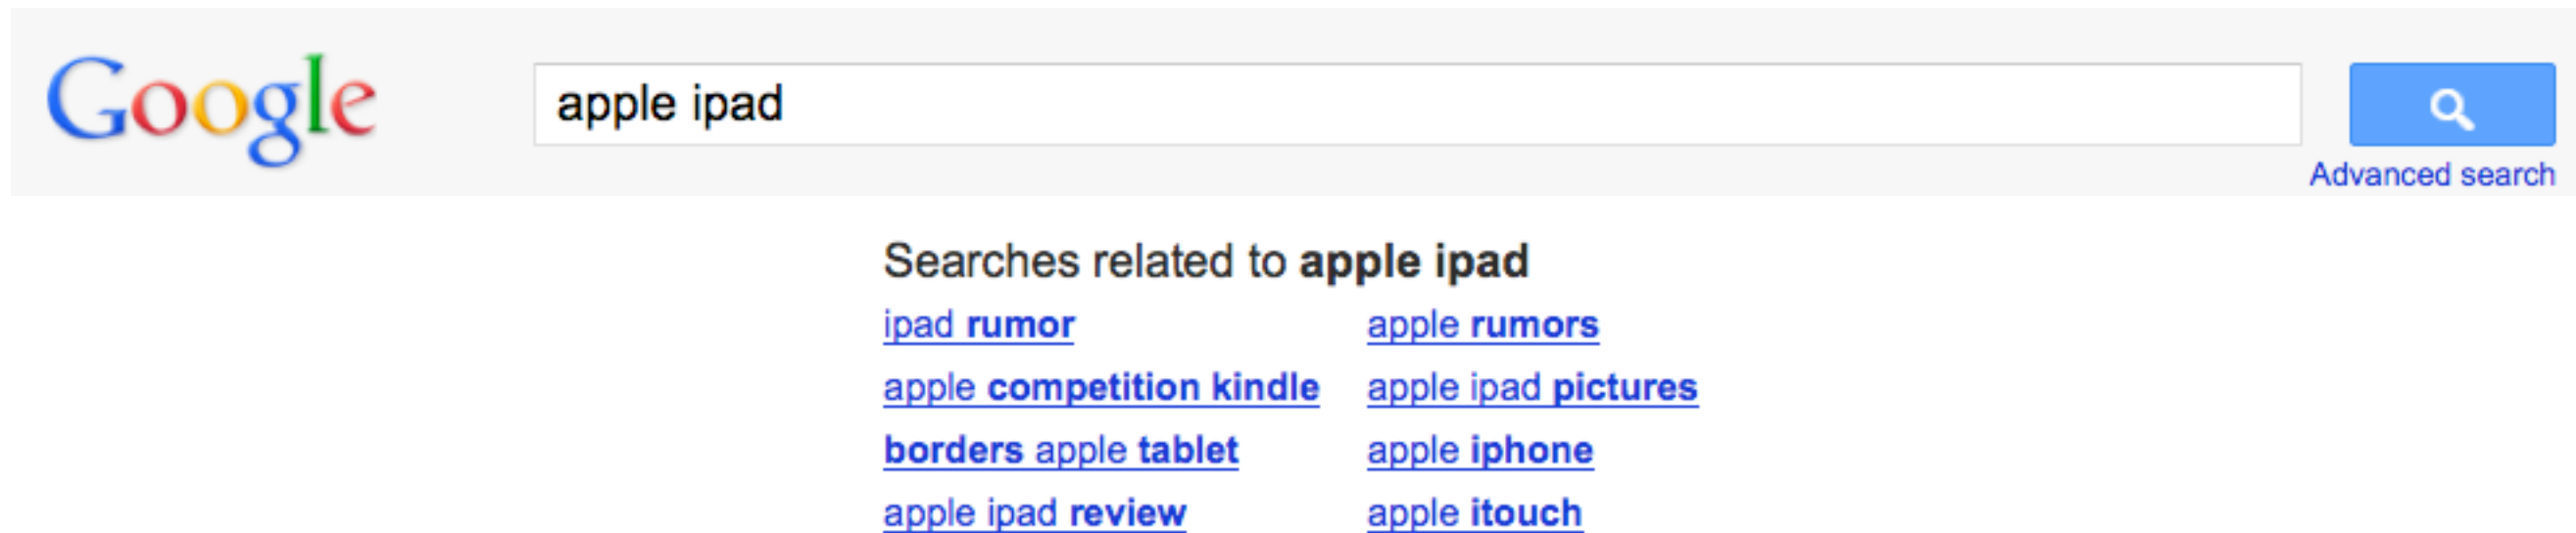 Google
apple ipad
Advanced search
Searches related to apple ipad
ipad rumor
apple rumors
apple competition kindle
apple ipad pictures
borders apple tablet
apple iphone
apple ipad review
apple itouch